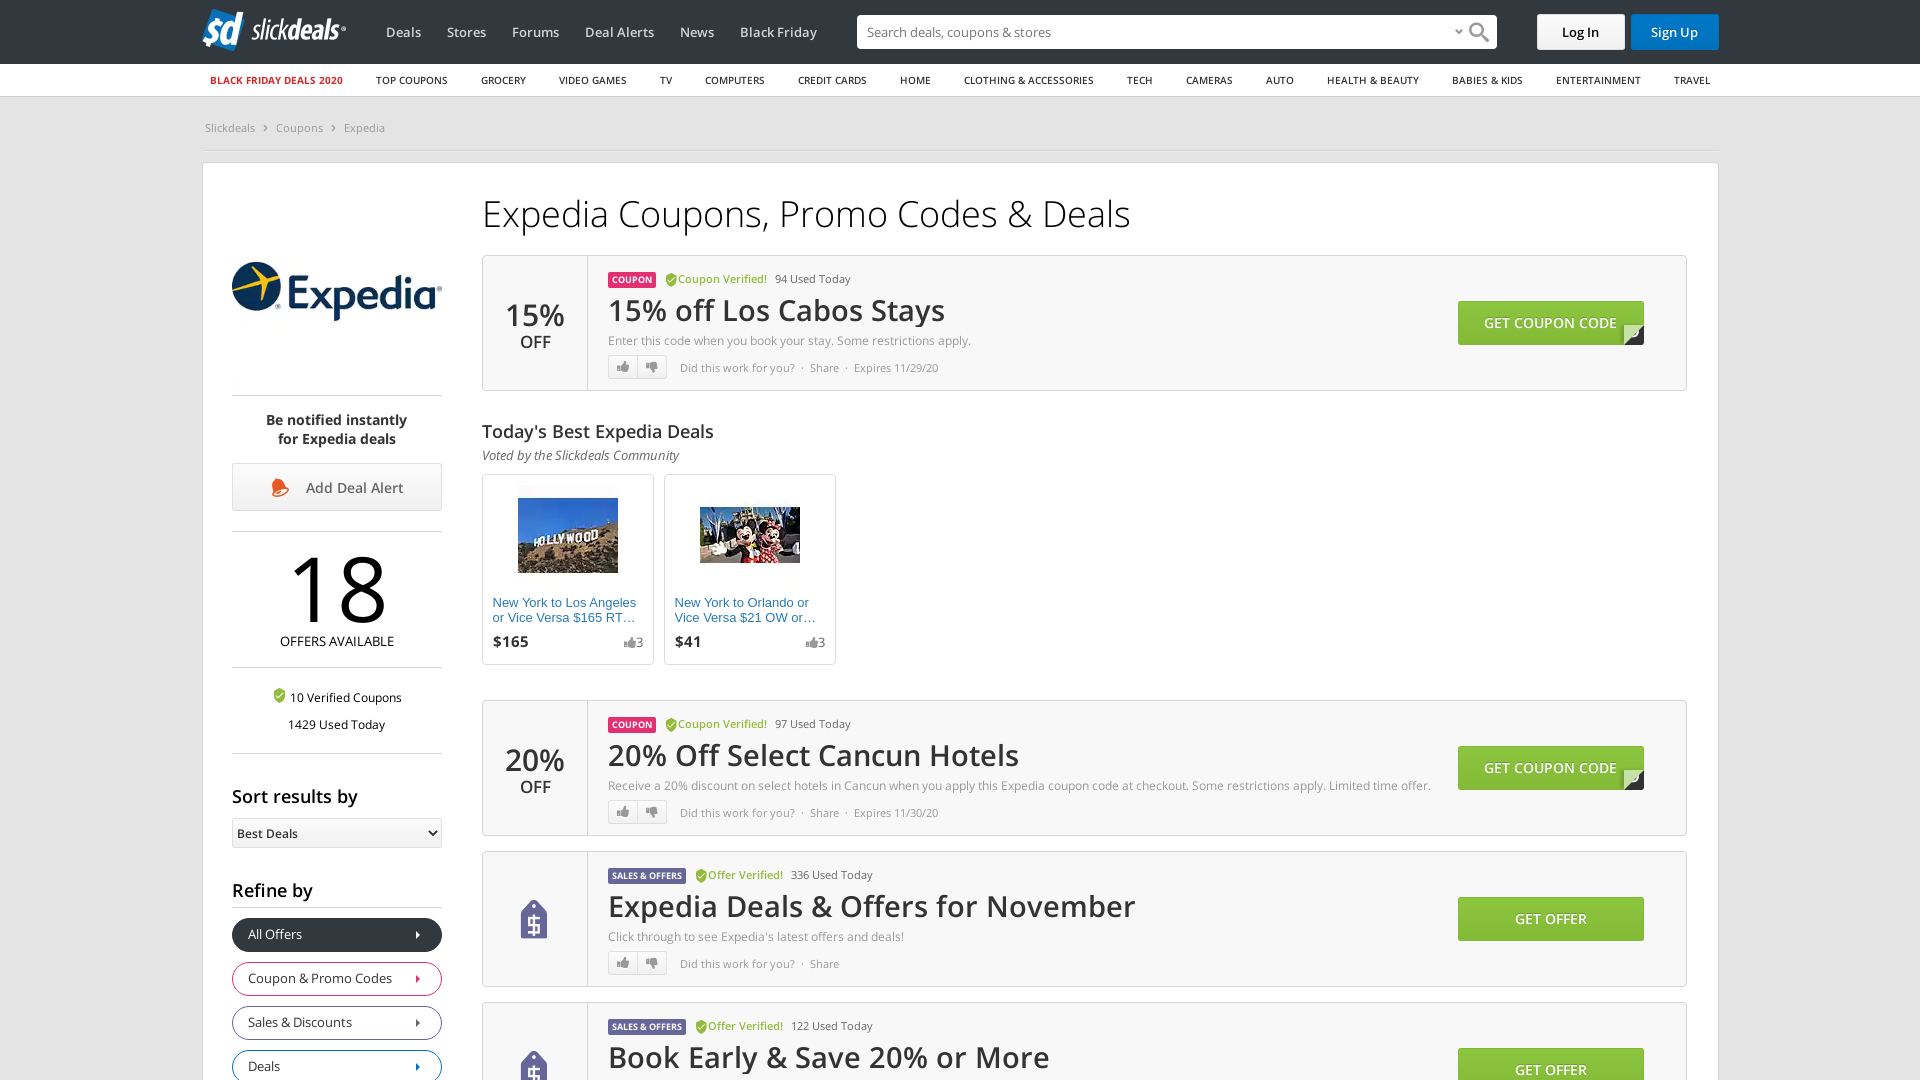 sd slickdeals
Deals
Stores
Forums
Deal Alerts
News
Black Friday
Search deals, coupons & stores
Log In
Sign Up
BLACK FRIDAY DEALS 2020
TOP COUPONS
GROCERY
VIDEO GAMES
TV
COMPUTERS
CREDIT CARDS
HOME
CLOTHING & ACCESSORIES
TECH
CAMERAS
AUTO
HEALTH & BEAUTY
BABIES & KIDS
ENTERTAINMENT
TRAVEL
Slickdeals > Coupons > Expedia
Expedia
Be notified instantly
for Expedia deals
Add Deal Alert
18
OFFERS AVAILABLE
10 Verified Coupons
1429 Used Today
Sort results by
Best Deals
Refine by
All Offers
Coupon & Promo Codes
Sales & Discounts
Deals
Expedia Coupons, Promo Codes & Deals
15%
OFF
COUPON Coupon Verified! 94 Used Today
15% off Los Cabos Stays
Enter this code when you book your stay. Some restrictions apply.
Did this work for you? · Share · Expires 11/29/20
GET COUPON CODE
Today's Best Expedia Deals
Voted by the Slickdeals Community
HOLLYWOOD
New York to Los Angeles
or Vice Versa $165 RT…
$165
3
New York to Orlando or
Vice Versa $21 OW or…
$41
3
20%
OFF
COUPON Coupon Verified! 97 Used Today
20% Off Select Cancun Hotels
Receive a 20% discount on select hotels in Cancun when you apply this Expedia coupon code at checkout. Some restrictions apply. Limited time offer.
Did this work for you? · Share · Expires 11/30/20
GET COUPON CODE
$
SALES & OFFERS Offer Verified! 336 Used Today
Expedia Deals & Offers for November
Click through to see Expedia's latest offers and deals!
Did this work for you? · Share
GET OFFER
$
SALES & OFFERS Offer Verified! 122 Used Today
Book Early & Save 20% or More
GET OFFER